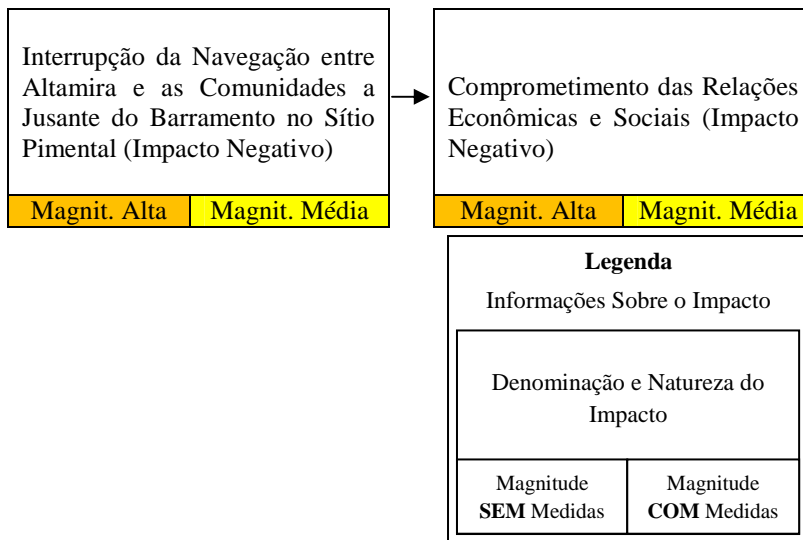 Interrupção da Navegação entre
Altamira e as Comunidades a
Jusante do Barramento no Sítio
Pimental (Impacto Negativo)
Magnit. Alta
Magnit. Média
Comprometimento das Relações
Econômicas e Sociais (Impacto
Negativo)
Magnit. Alta
Magnit. Média
Legenda
Informações Sobre o Impacto
Denominação e Natureza do
Impacto
Magnitude
SEM Medidas
Magnitude
COM Medidas